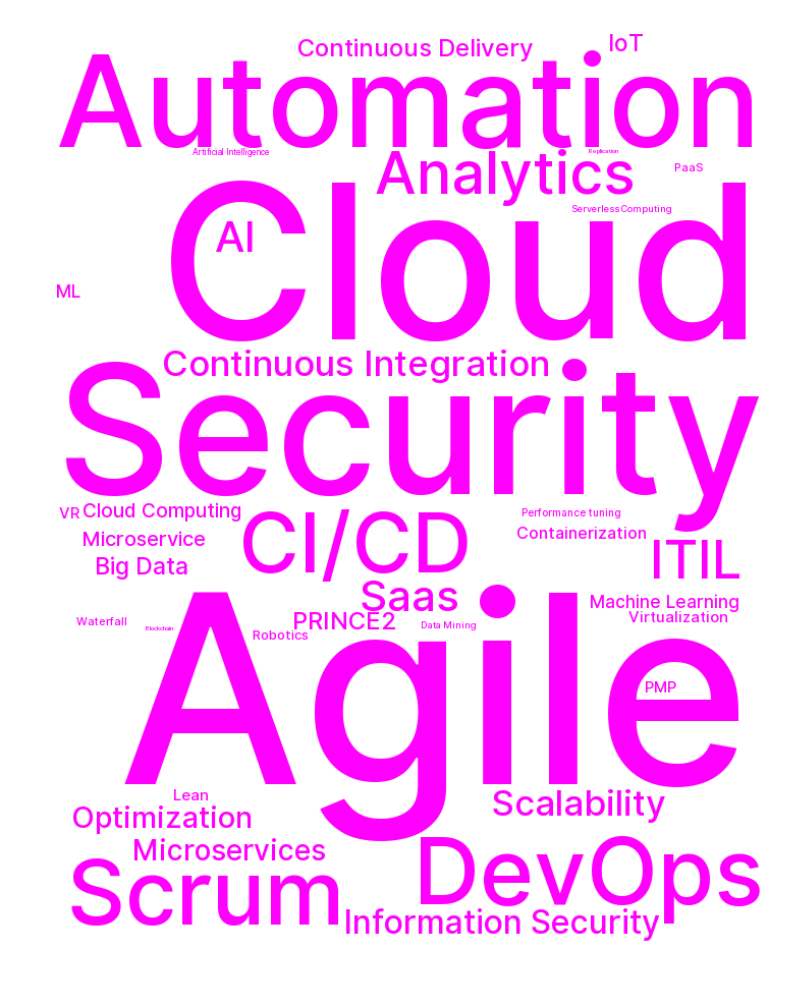 Continuous Delivery
IoT
Automation
Artificial Intelligence
Replication
Analytics
PaaS
Serverless Computing
Cloud
AI
ML
Continuous Integration
Security
VR
Cloud Computing
CI/CD
Performance tuning
Containerization
Microservice
ITIL
Big Data
Saas
Machine Learning
Virtualization
Waterfall
PRINCE2
Data Mining
Blockchain
Robotics
Agile
PMP
Lean
Scalability
Optimization
Microservices
DevOps
Scrum
Information Security